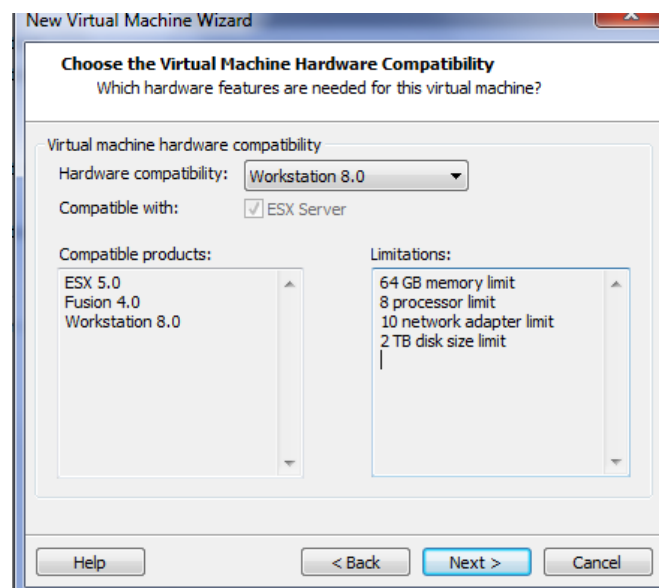 New Virtual Machine Wizard
Choose the Virtual Machine Hardware Compatibility
Which hardware features are needed for this virtual machine?
Virtual machine hardware compatibility
Hardware compatibility: Workstation 8.0
Compatible with: ESX Server
Compatible products:
ESX 5.0
Fusion 4.0
Workstation 8.0
Limitations:
64 GB memory limit
8 processor limit
10 network adapter limit
2 TB disk size limit
Help < Back Next > Cancel